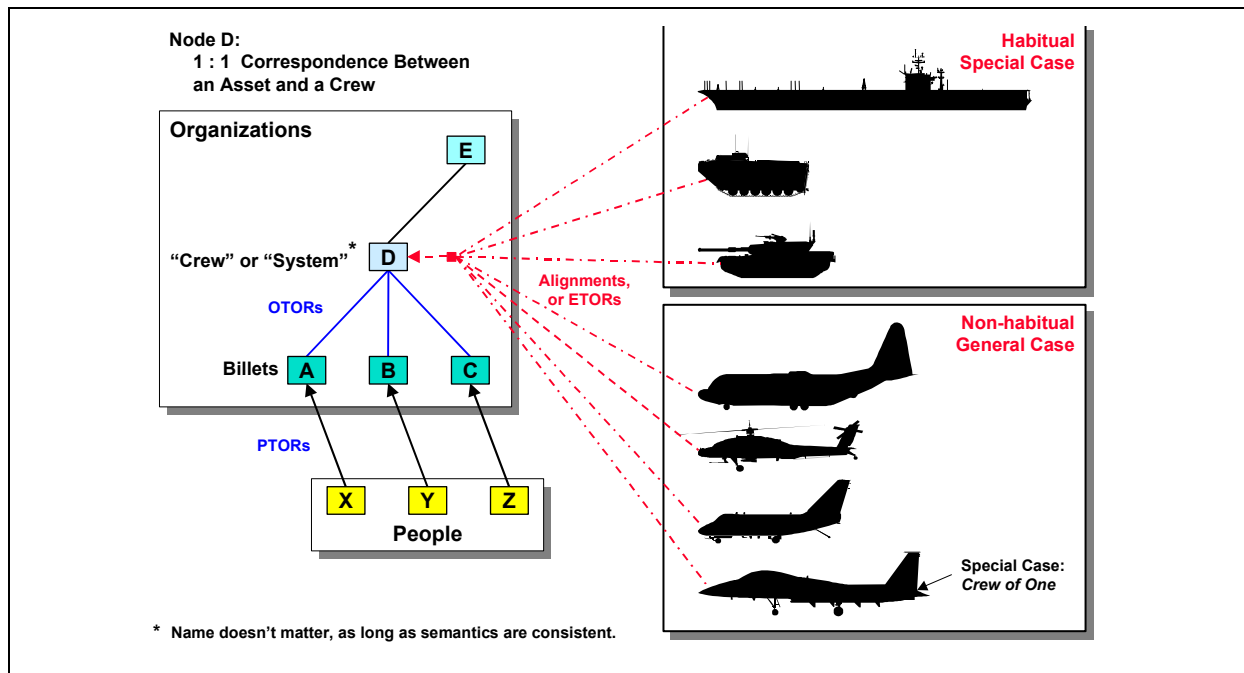 Node D:
1 : 1 Correspondence Between
an Asset and a Crew
Organizations
E
"Crew" or "System"*
D
OTORs
Billets
A
B
C
PTORs
X
Y
Z
People
Alignments,
or ETORs
Habitual
Special Case
Non-habitual
General Case
Special Case:
Crew of One
* Name doesn't matter, as long as semantics are consistent.